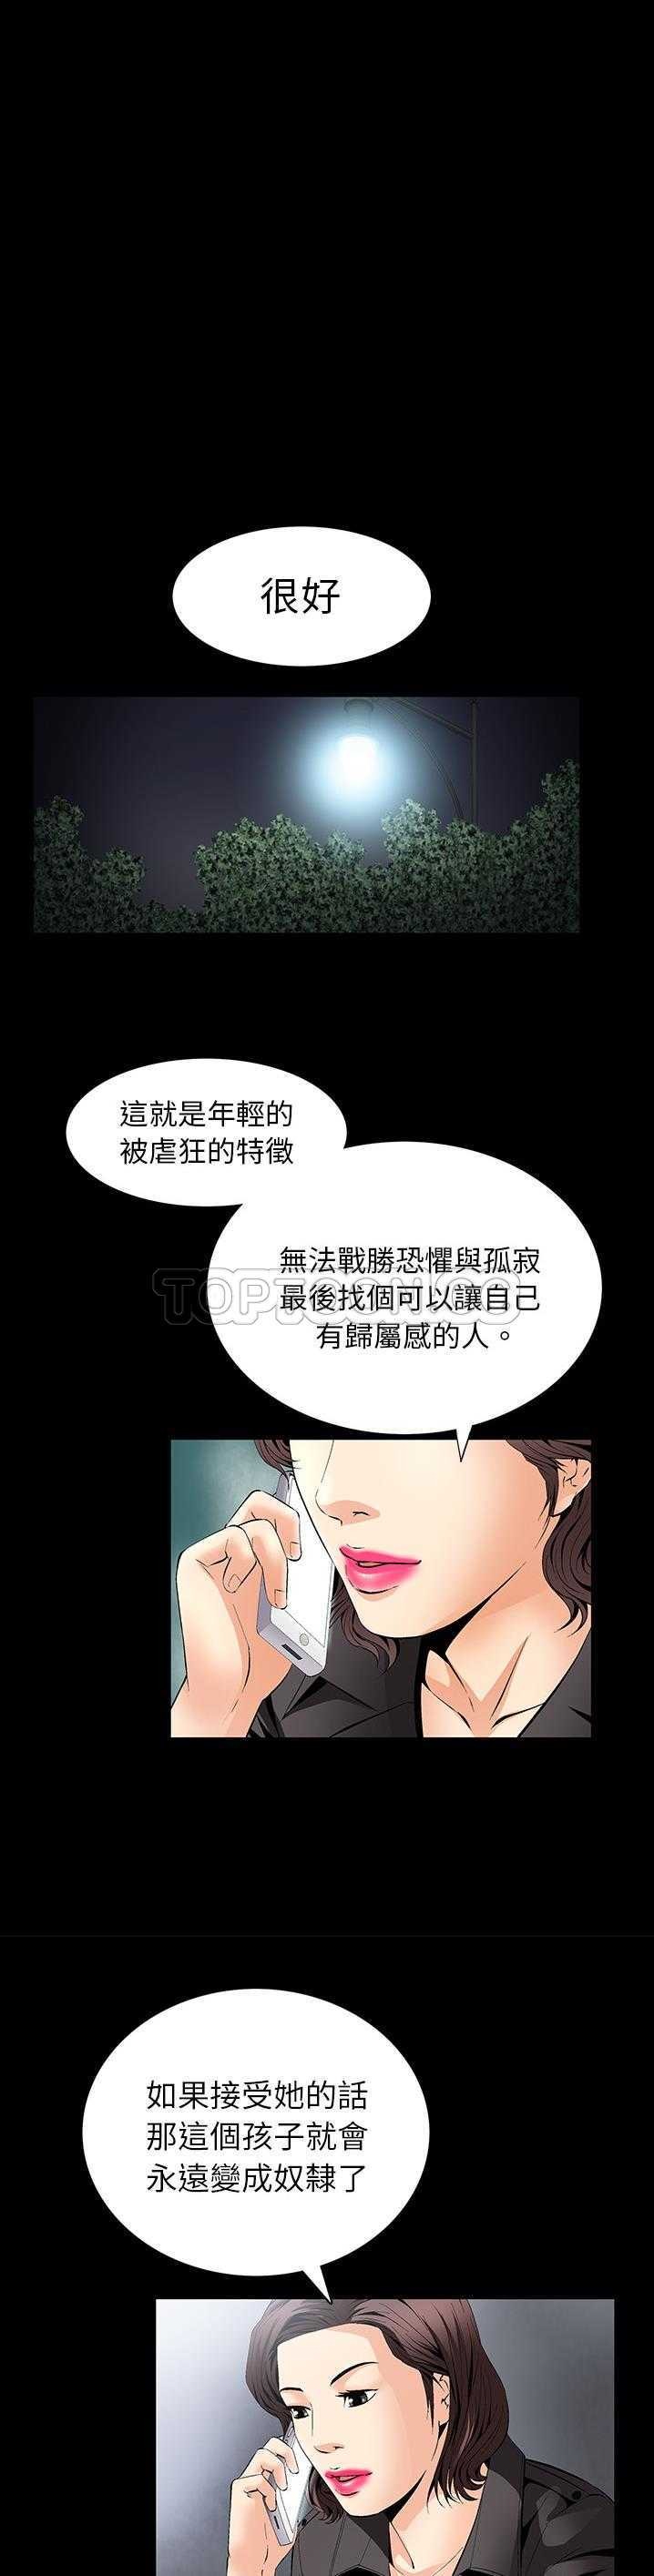 很好
這就是年輕的
被虐狂的特徵
無法戰勝恐懼與孤寂
最後找個可以讓自己
有歸屬感的人。
如果接受她的話
那這個孩子就會
永遠變成奴隸了